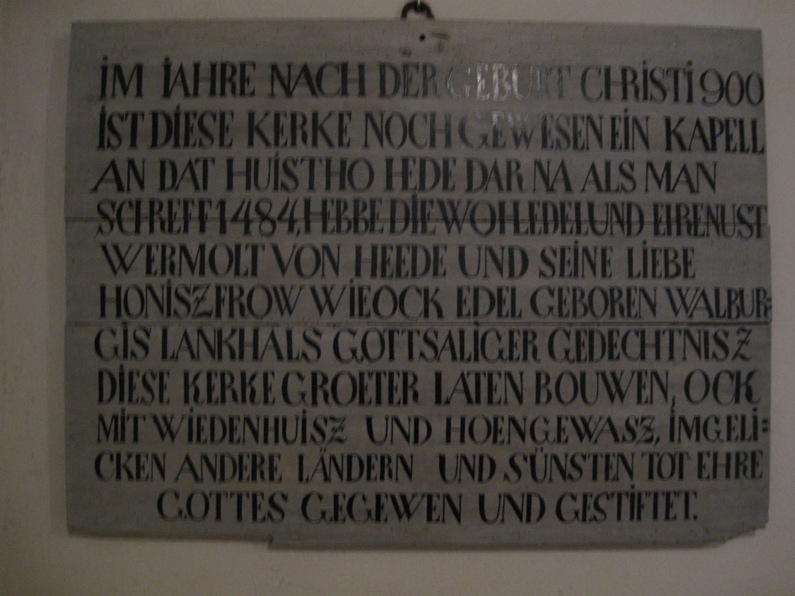 IM JAHRE NACH DER GEBURT CHRISTI 900
IST DIESE KERKE NOCH GEWESEN EIN KAPELL
AN DAT HUIS THO HEDE DAR NA ALS MAN
SCHREFF 1484, HEBBE DIE WOHLEDEL UND EHRENUST
WERMOLT VON HEEDE UND SEINE LIEBE
HONISZFROW WIEOCK EDEL GEBOREN WALBUR=
GIS LANKHALS GOTTSALIGER GEDECHTNISZ
DIESE KERKE GROETER LATEN BOUWEN, OCK
MIT WIEDENHUISZ UND HOENGEWASZ, IMGELI=
CKEN ANDERE LÄNDERN UND SÜNSTEN TOT EHRE
GOTTES GEGEWEN UND GESTIFTET.